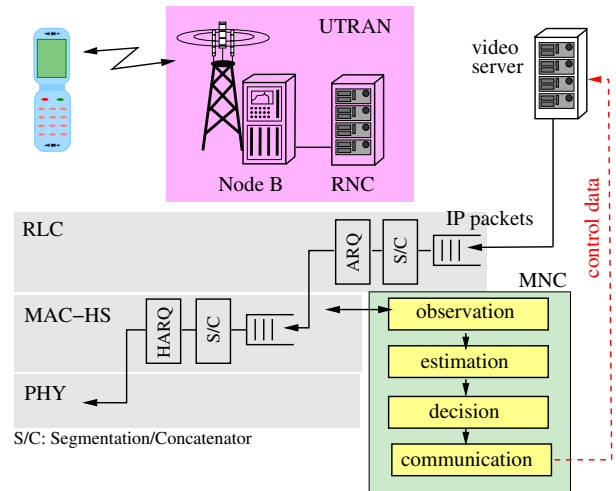 UTRAN
video
server
Node B
RNC
control data
IP packets
RLC
ARQ
S/C
MNC
MAC-HS
HARQ
S/C
observation
estimation
PHY
decision
S/C: Segmentation/Concatenator
communication